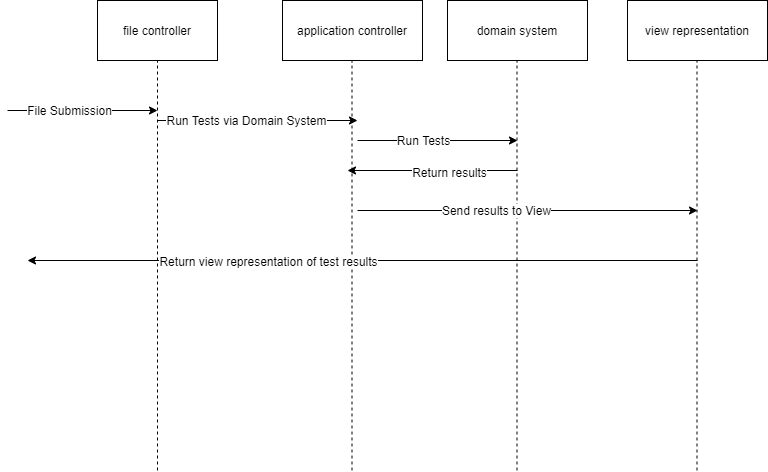 file controller
application controller
domain system
view representation
File Submission
Run Tests via Domain System
Run Tests
Return results
Send results to View
Return view representation of test results